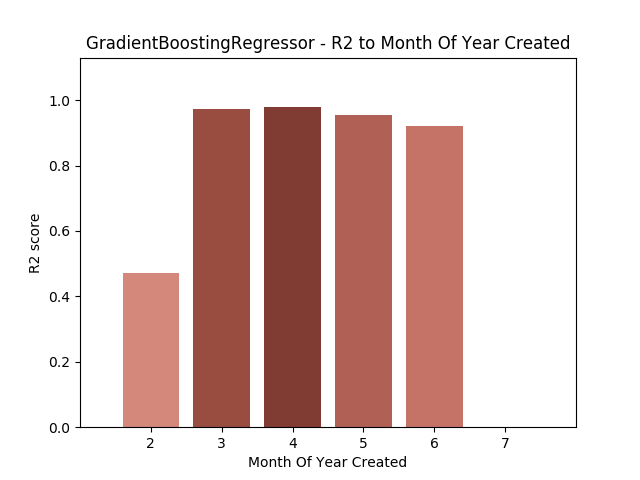 GradientBoostingRegressor - R2 to Month Of Year Created
1.0
0.8
0.6
0.4
0.2
0.0
R2 score
2 3 4 5 6 7
Month Of Year Created